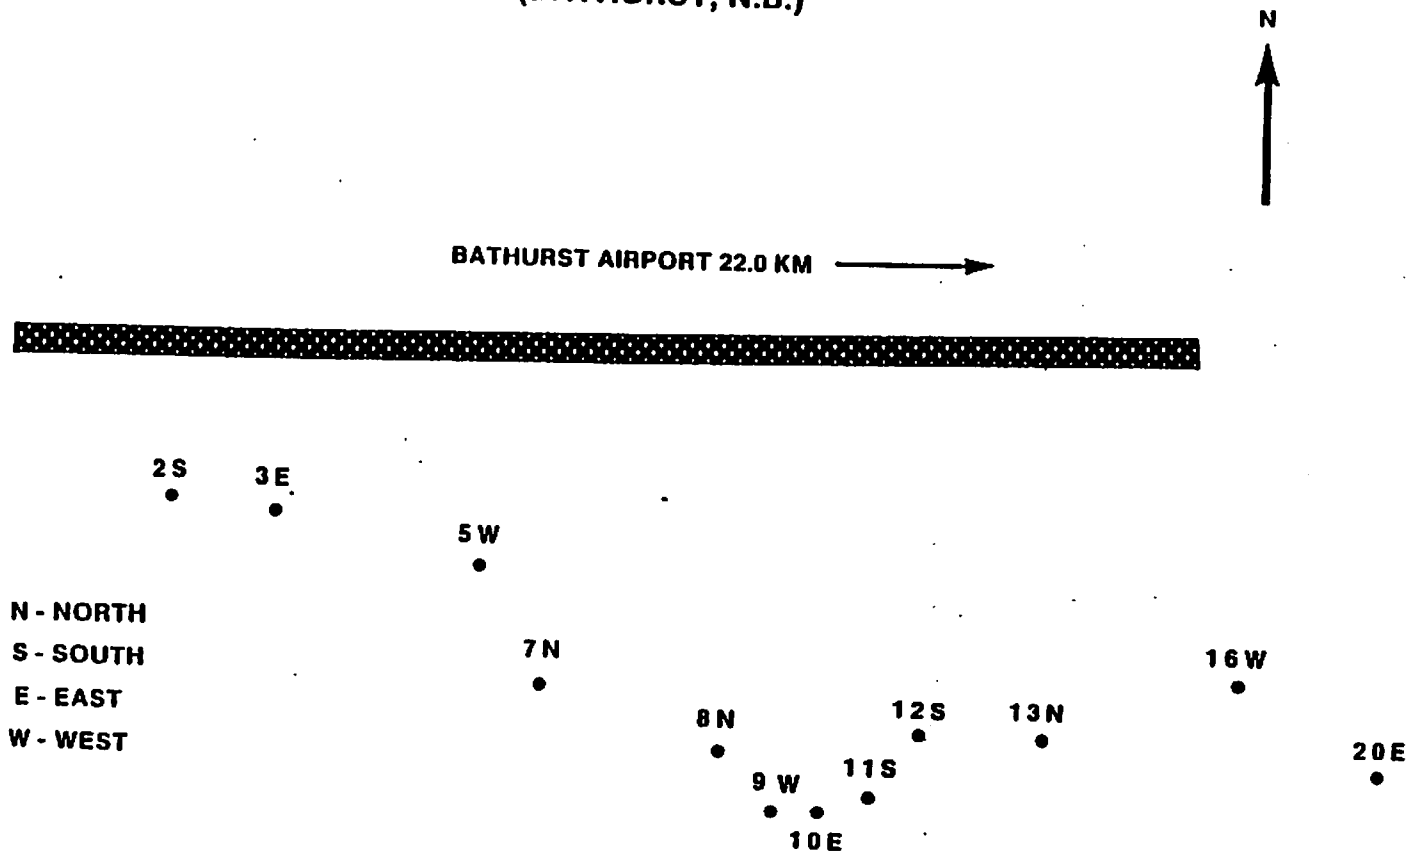 N.B.)
N
BATHURST AIRPORT 22.0 KM
2S
3E
5W
N - NORTH
7N
S - SOUTH
16W
E - EAST
8N
12S
13N
W - WEST
20E
9 W
11S
10E